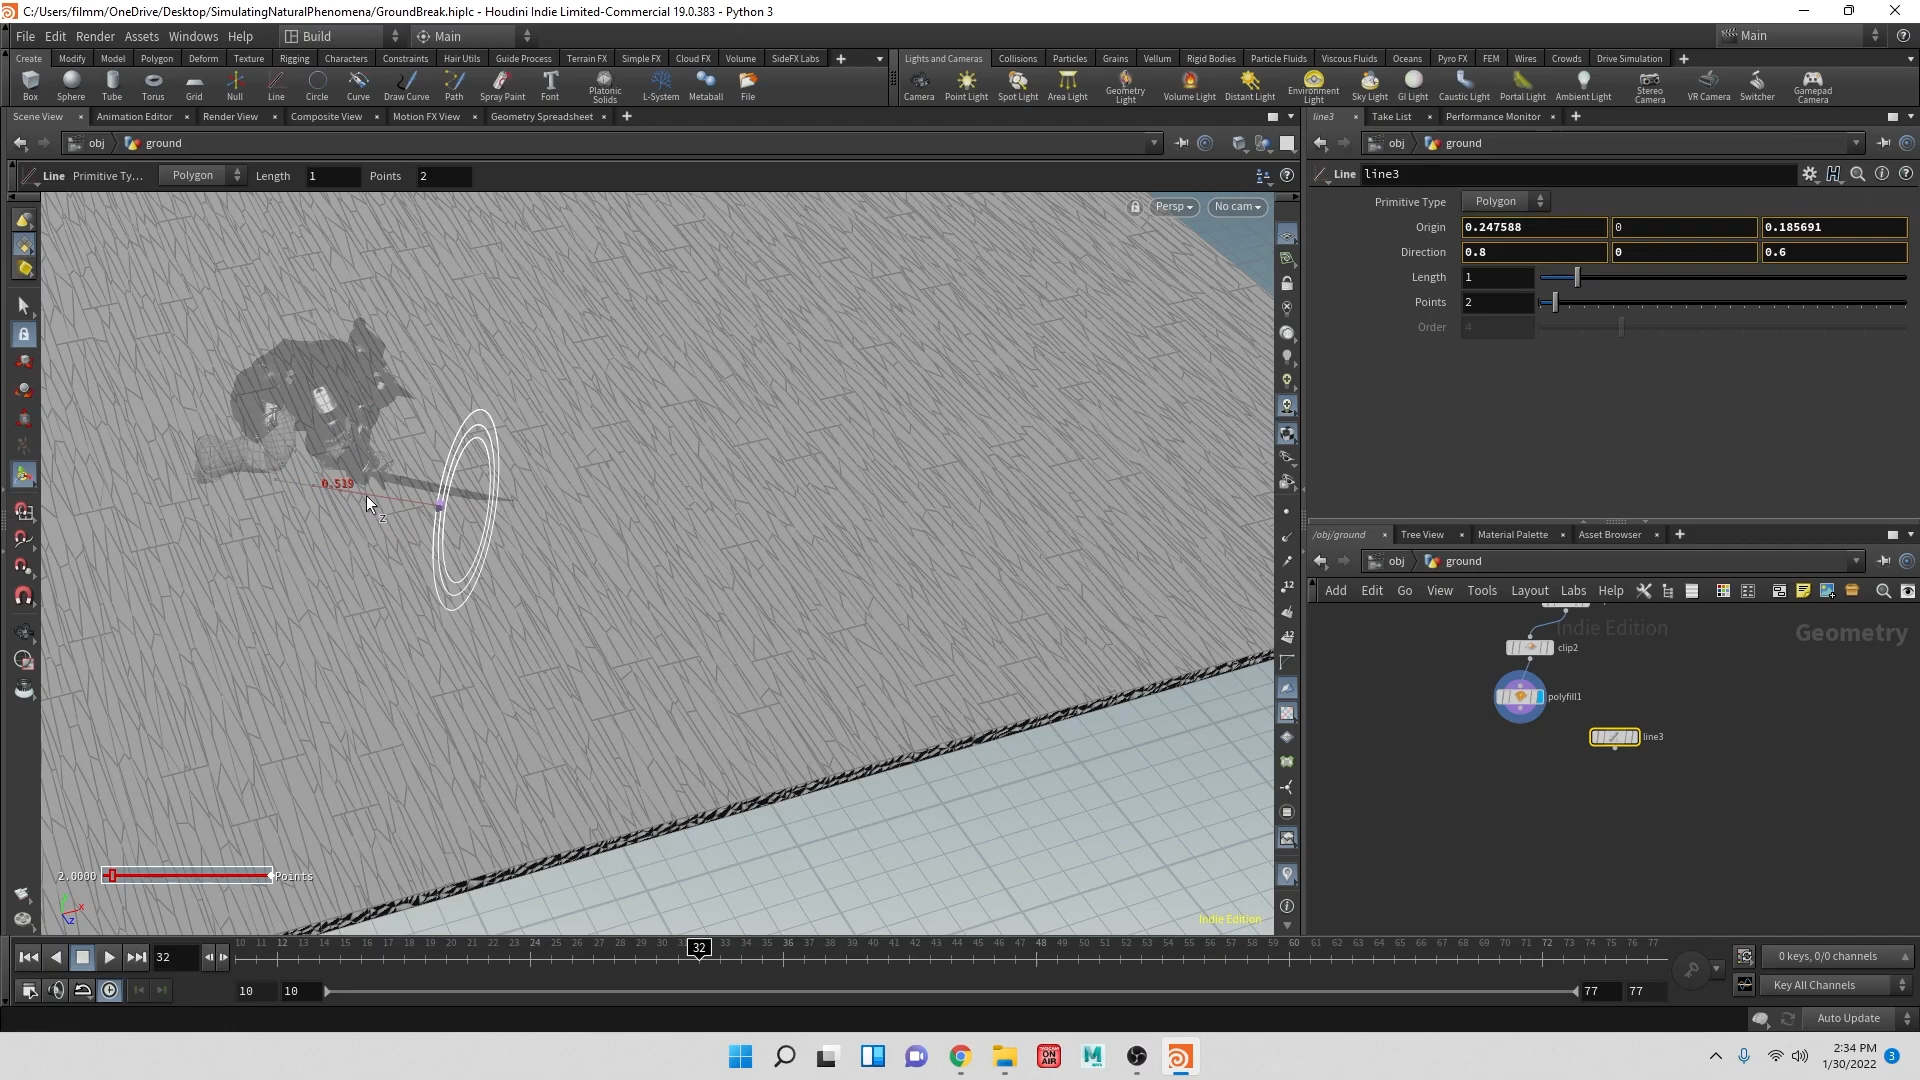 C:/Users/filmm/OneDrive/Desktop/SimulatingNaturalPhenomena/GroundBreak.hiplc - Houdini Indie Limited-Commercial 19.0.383 - Python 3
File Edit Render Assets Windows Help Build Main Main
Create Modify Model Polygon Deform Texture Rigging Characters Constraints Hair Utils Guide Process Terrain FX Simple FX Cloud FX Volume SideFX Labs
Lights and Cameras Collisions Particles Grains Vellum Rigid Bodies Particle Fluids Viscous Fluids Oceans Pyro FX FEM Wires Crowds Drive Simulation
Box Sphere Tube Torus Grid Null Line Circle Curve Draw Curve Path Spray Paint Font Platonic Solids L-System Metaball File
Camera Point Light Spot Light Area Light Geometry Light Volume Light Distant Light Environment Light Sky Light GI Light Caustic Light Portal Light Ambient Light Stereo Camera VR Camera Switcher Gamepad Camera
Scene View Animation Editor Render View Composite View Motion FX View Geometry Spreadsheet
line3 Take List Performance Monitor
obj ground
obj ground
Line Primitive Ty... Polygon Length 1 Points 2
Line line3
Persp No cam
Primitive Type Polygon
Origin 0.247588 0 0.185691
Direction 0.8 0 0.6
Length 1
Points 2
Order 4
0.519
Z
12
12
/obj/ground Tree View Material Palette Asset Browser
obj ground
Add Edit Go View Tools Layout Labs Help
Indie Edition
Geometry
clip2
polyfill1
line3
2.0000 Points
x
z
Indie Edition
10 11 12 13 14 15 16 17 18 19 20 21 22 23 24 25 26 27 28 29 30 31 32 33 34 35 36 37 38 39 40 41 42 43 44 45 46 47 48 49 50 51 52 53 54 55 56 57 58 59 60 61 62 63 64 65 66 67 68 69 70 71 72 73 74 75 76 77
32
0 keys, 0/0 channels
10 10 77 77
Key All Channels
Auto Update
TASCAM ON AIR
M
2:34 PM
1/30/2022
3